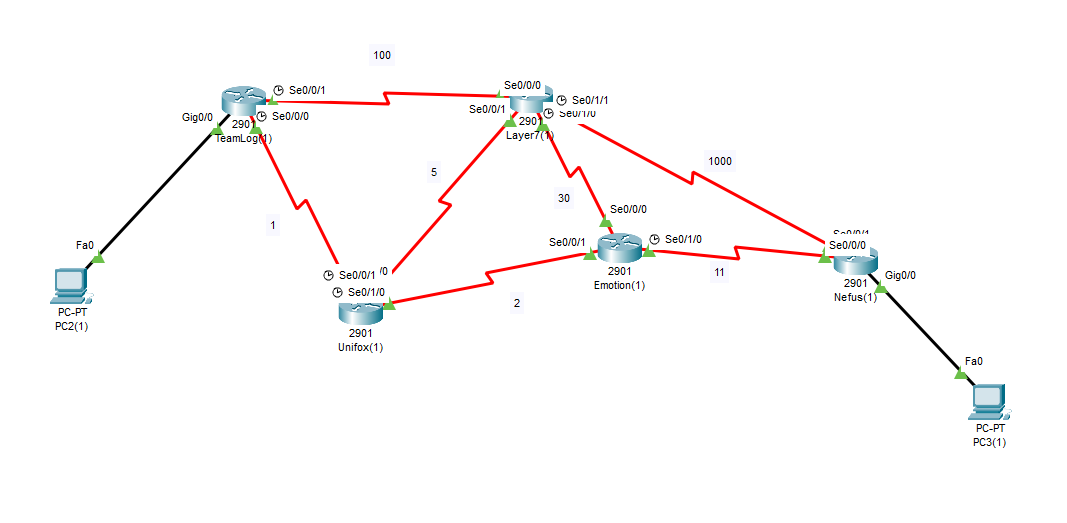 100
Se0/0/1
Se0/0/0
Se0/0/1
Se0/1/1
Se0/1/0
Gig0/0
Se0/0/0
2901
TeamLog(1)
2901
Layer7(1)
5
1000
30
1
Se0/0/0
Fa0
Se0/0/1
Se0/1/0
Se0/0/0
Se0/0/1
/0
Se0/1/0
11
2901
Emotion(1)
Gig0/0
2901
Nefus(1)
2
PC-PT
PC2(1)
2901
Unifox(1)
Fa0
PC-PT
PC3(1)